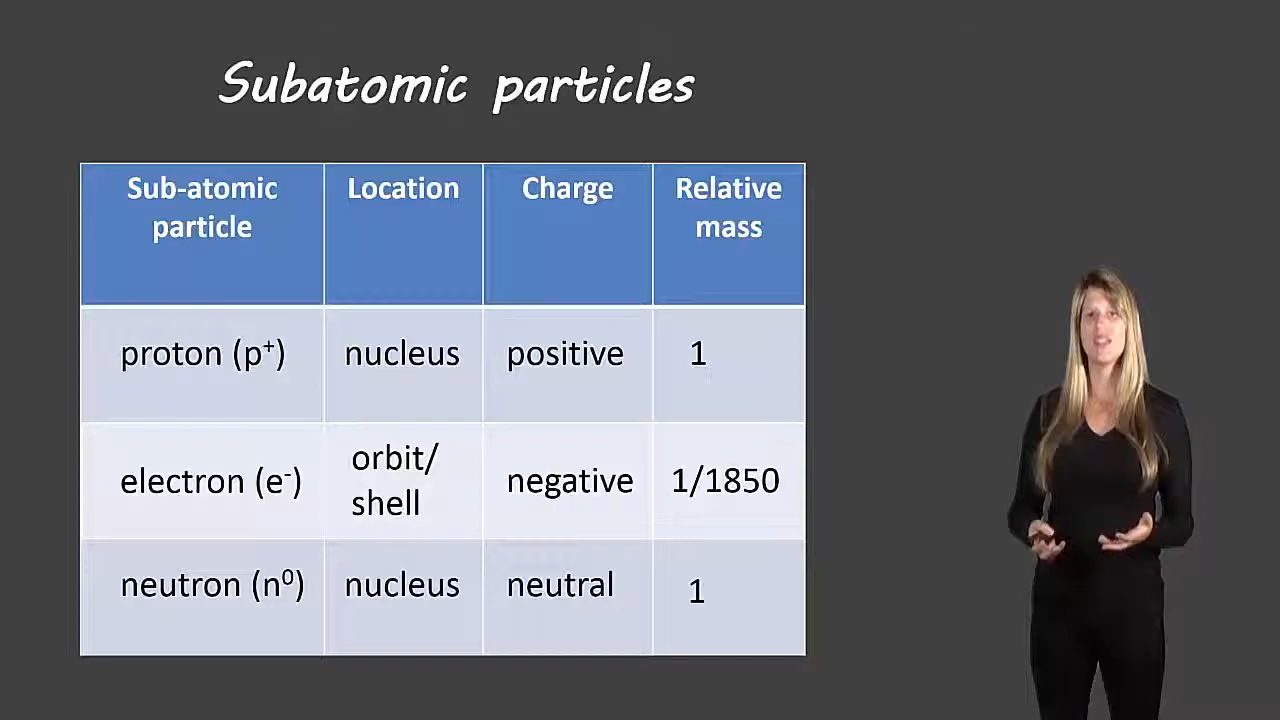 Subatomic particles
Sub-atomic particle Location Charge Relative mass
proton (p⁺) nucleus positive 1
electron (e⁻) orbit/ shell negative 1/1850
neutron (n⁰) nucleus neutral 1